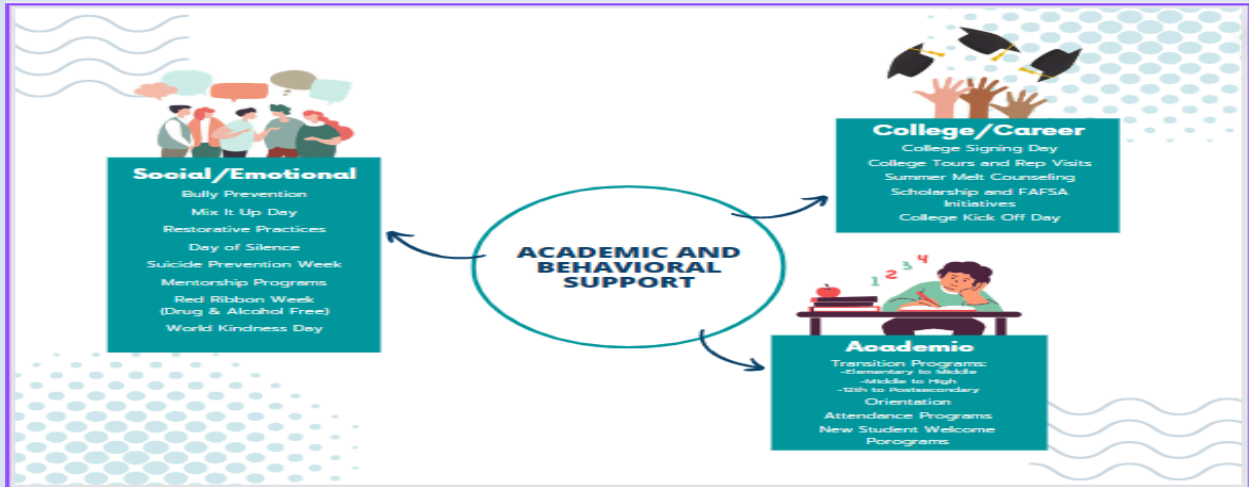 Social/Emotional
Bully Prevention
Mix It Up Day
Restorative Practices
Day of Silence
Suicide Prevention Week
Mentorship Programs
Red Ribbon Week
(Drug & Alcohol Free)
World Kindness Day
ACADEMIC AND
BEHAVIORAL
SUPPORT
College/Career
College Signing Day
College Tours and Rep Visits
Summer Melt Counseling
Scholarship and FAFSA
Initiatives
College Kick Off Day
1 2 3 4
Academic
Transition Programs:
-Elementary to Middle
-Middle to High
-12th to Postsecondary
Orientation
Attendance Programs
New Student Welcome
Porograms